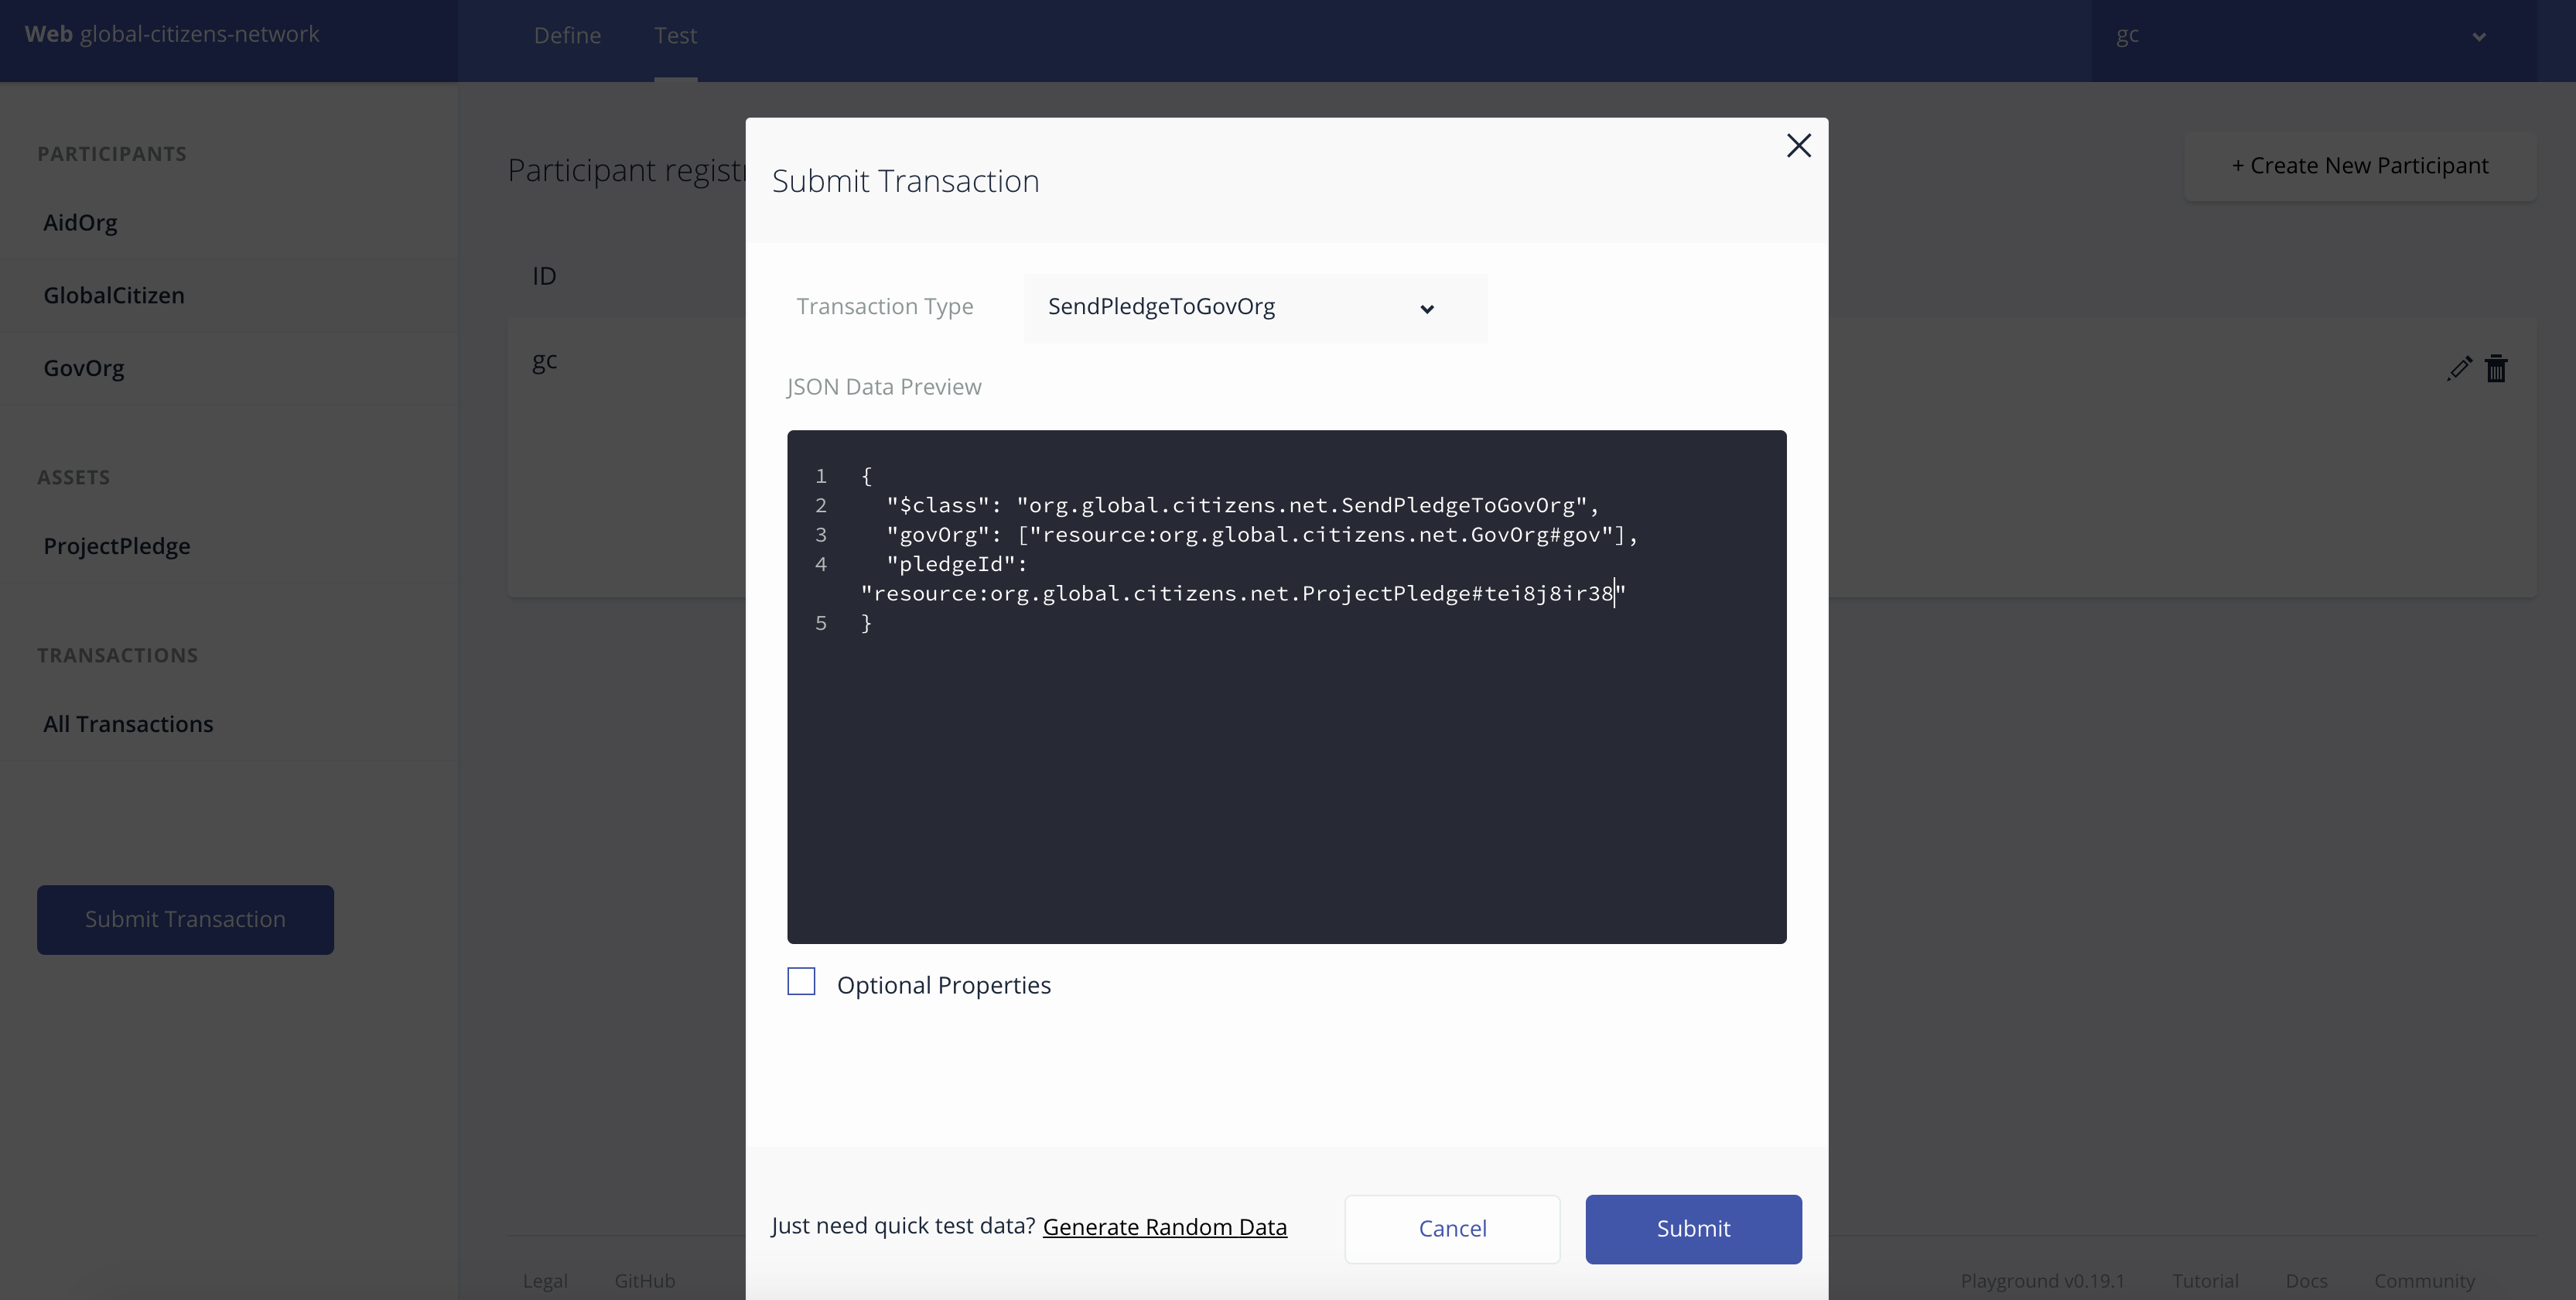 Web global-citizens-network
Define
Test
gc
PARTICIPANTS
AidOrg
GlobalCitizen
GovOrg
ASSETS
ProjectPledge
TRANSACTIONS
All Transactions
Submit Transaction
Participant registr
+ Create New Participant
ID
gc
Submit Transaction
Transaction Type
SendPledgeToGovOrg
JSON Data Preview
1 {
2 "$class": "org.global.citizens.net.SendPledgeToGovOrg",
3 "govOrg": ["resource:org.global.citizens.net.GovOrg#gov"],
4 "pledgeId":
"resource:org.global.citizens.net.ProjectPledge#tei8j8ir38"
5 }
Optional Properties
Just need quick test data? Generate Random Data
Cancel
Submit
Legal
GitHub
Playground v0.19.1
Tutorial
Docs
Community